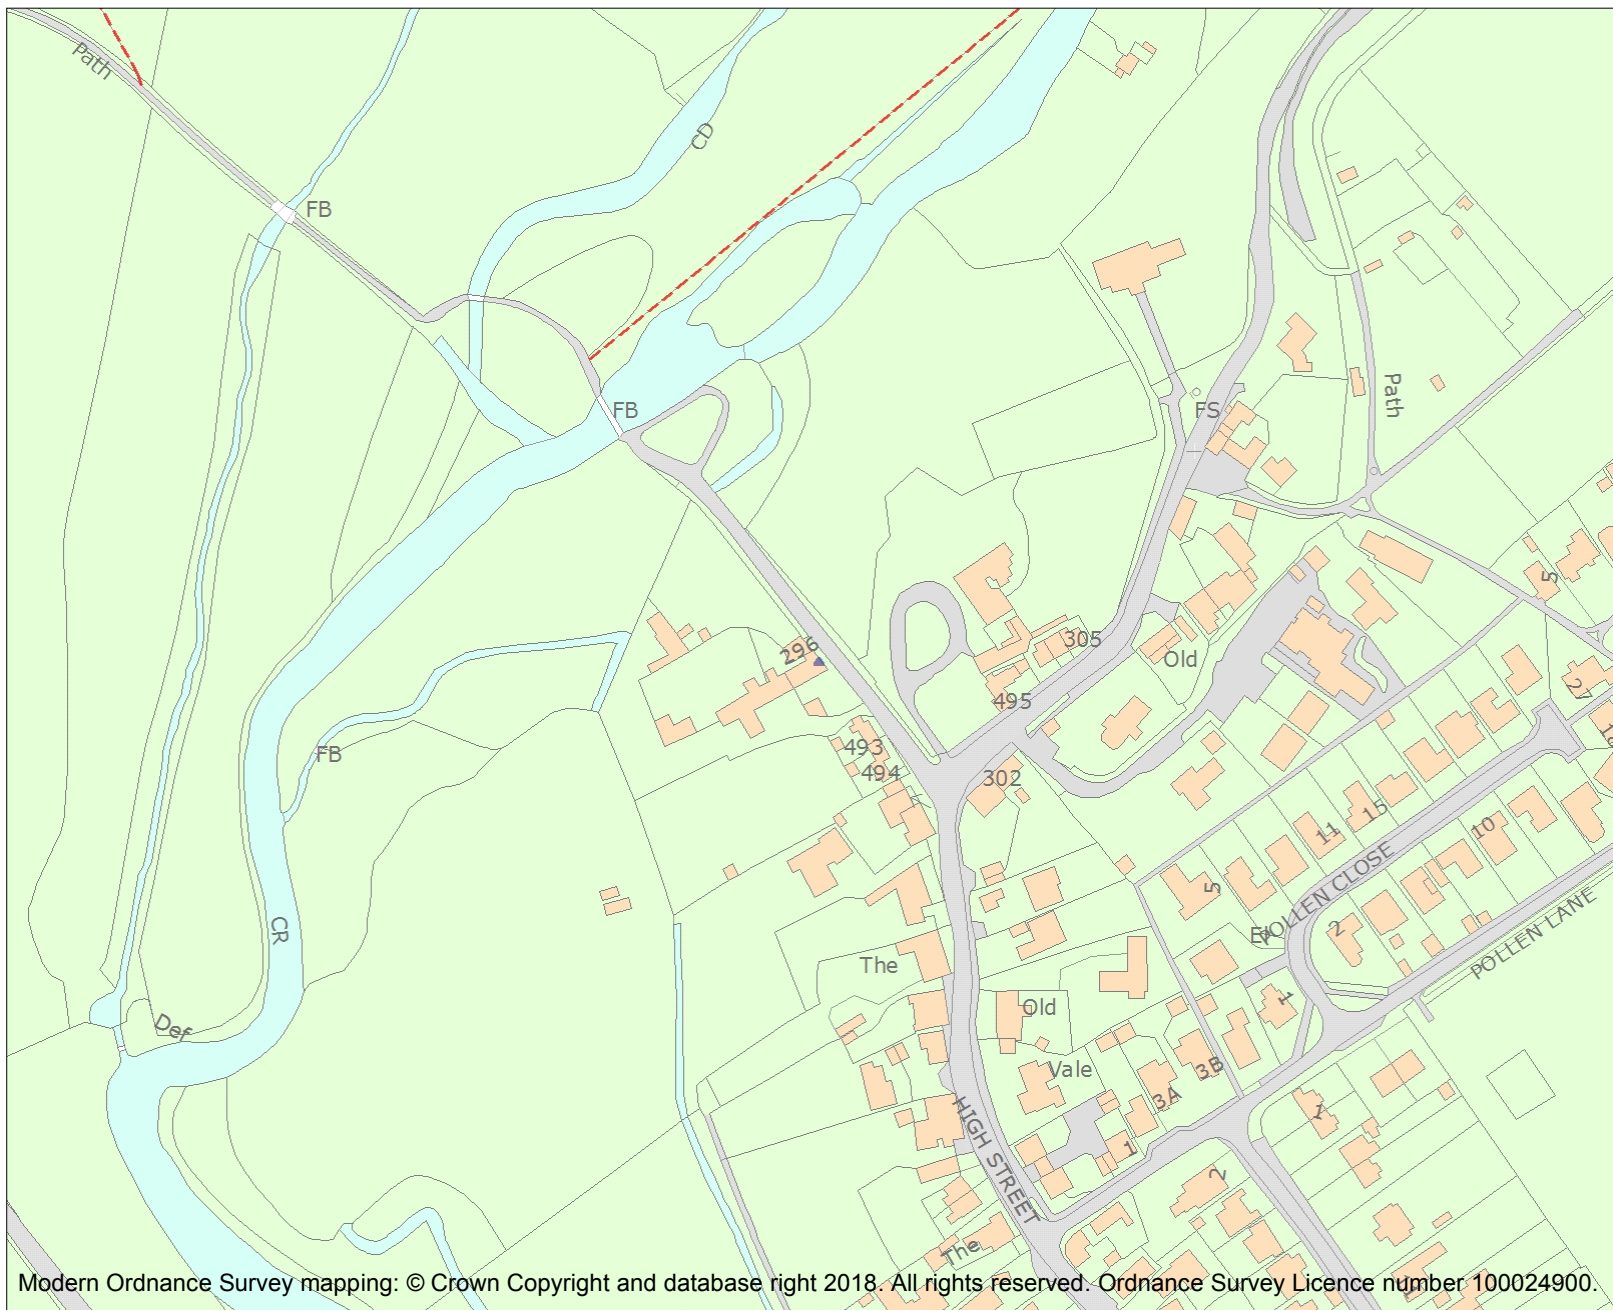 Path
CD
FB
FB
FS
Path
296
305
Old
495
5
27
FB
493
494
302
11
15
10
5
POLLEN CLOSE
El
2
POLLEN LANE
CR
The
Old
1
Def
Vale
3B
3A
1
HIGH STREET
1
2
The
Modern Ordnance Survey mapping: © Crown Copyright and database right 2018. All rights reserved. Ordnance Survey Licence number 100024900.